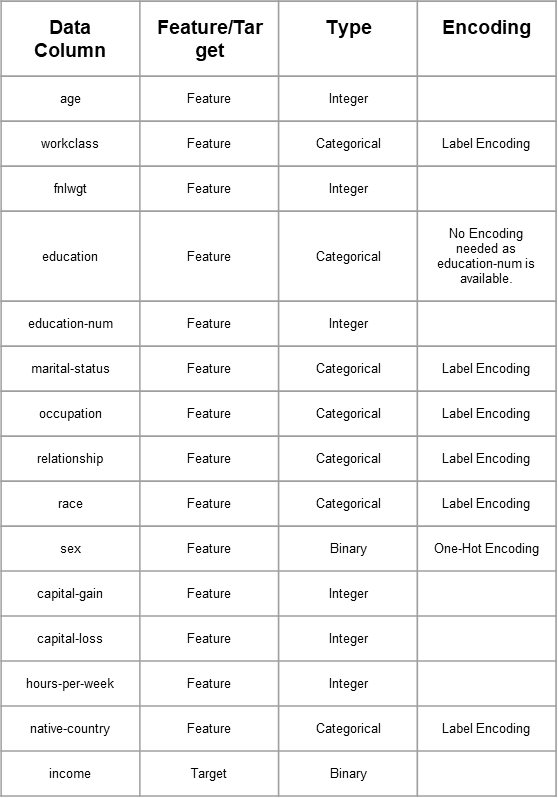 Data Column Feature/Tar get Type Encoding
age Feature Integer
workclass Feature Categorical Label Encoding
fnlwgt Feature Integer
education Feature Categorical No Encoding needed as education-num is available.
education-num Feature Integer
marital-status Feature Categorical Label Encoding
occupation Feature Categorical Label Encoding
relationship Feature Categorical Label Encoding
race Feature Categorical Label Encoding
sex Feature Binary One-Hot Encoding
capital-gain Feature Integer
capital-loss Feature Integer
hours-per-week Feature Integer
native-country Feature Categorical Label Encoding
income Target Binary